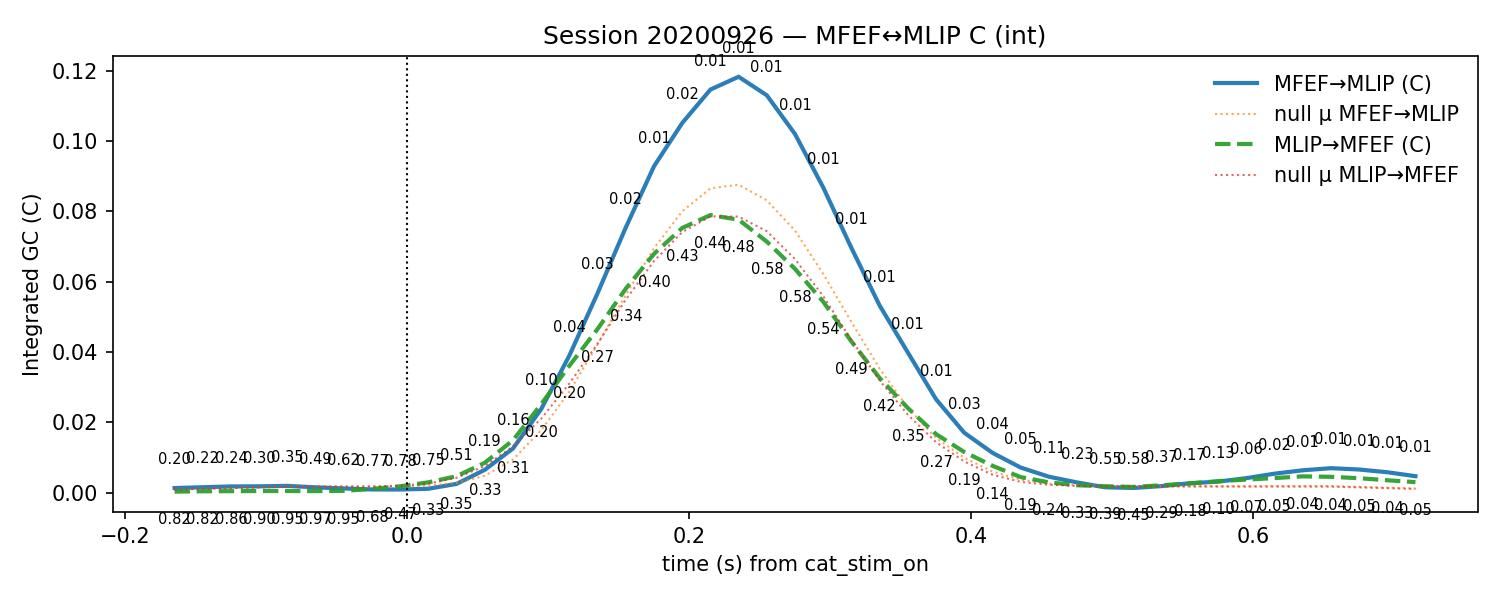 Session 20200926 — MFEF↔MLIP C (int)
Integrated GC (C)
0.12
0.10
0.08
0.06
0.04
0.02
0.00
MFEF→MLIP (C)
null μ MFEF→MLIP
MLIP→MFEF (C)
null μ MLIP→MFEF
0.20 0.22 0.24 0.30 0.35 0.49 0.62 0.77 0.78 0.75 0.51 0.19 0.16 0.10 0.04 0.03 0.02 0.01 0.02 0.01 0.01 0.01 0.01 0.01 0.01 0.01 0.01 0.01 0.03 0.04 0.05 0.11 0.23 0.55 0.58 0.37 0.17 0.13 0.06 0.02 0.01 0.01 0.01 0.01 0.01
0.82 0.82 0.86 0.90 0.95 0.97 0.95 0.68 0.47 0.33 0.35 0.33 0.31 0.20 0.20 0.27 0.34 0.40 0.43 0.44 0.48 0.58 0.58 0.54 0.49 0.42 0.35 0.27 0.19 0.14 0.19 0.24 0.33 0.39 0.45 0.29 0.18 0.10 0.07 0.05 0.04 0.04 0.05 0.04 0.05
−0.2
0.0
0.2
0.4
0.6
time (s) from cat_stim_on